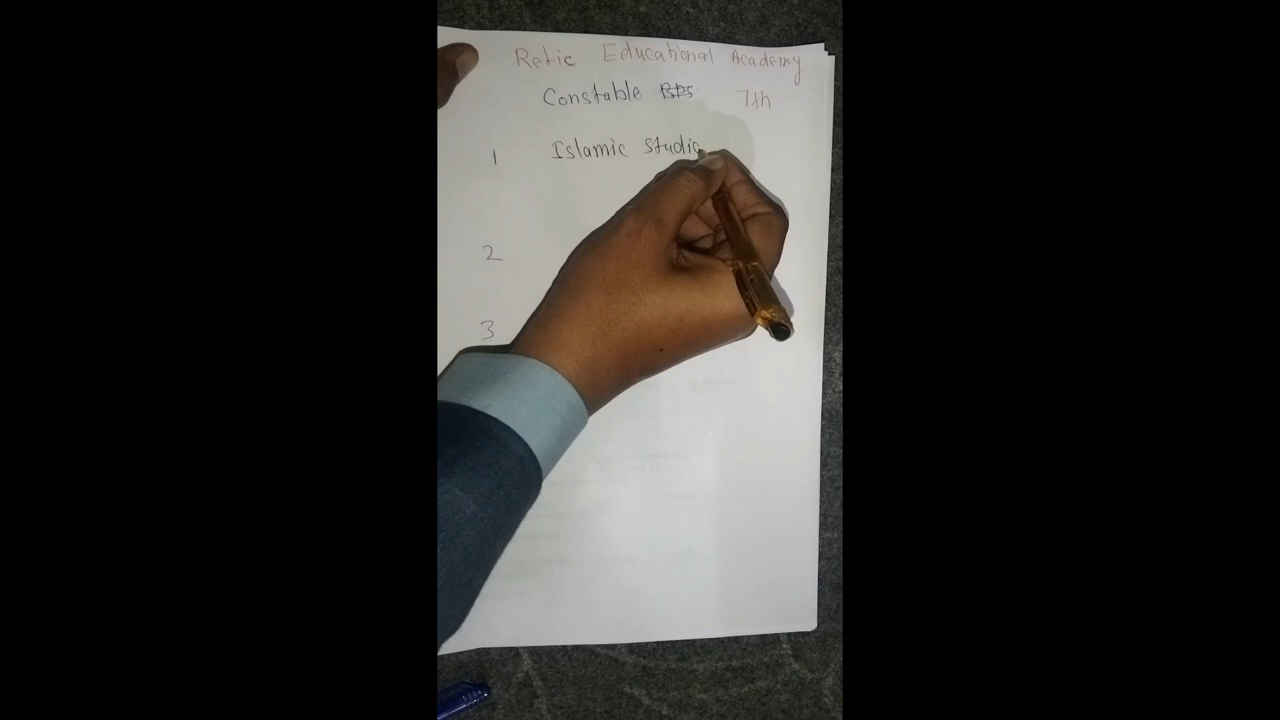 Retic Educational Academy
Constable BPS 7th
1 Islamic Studie
2
3